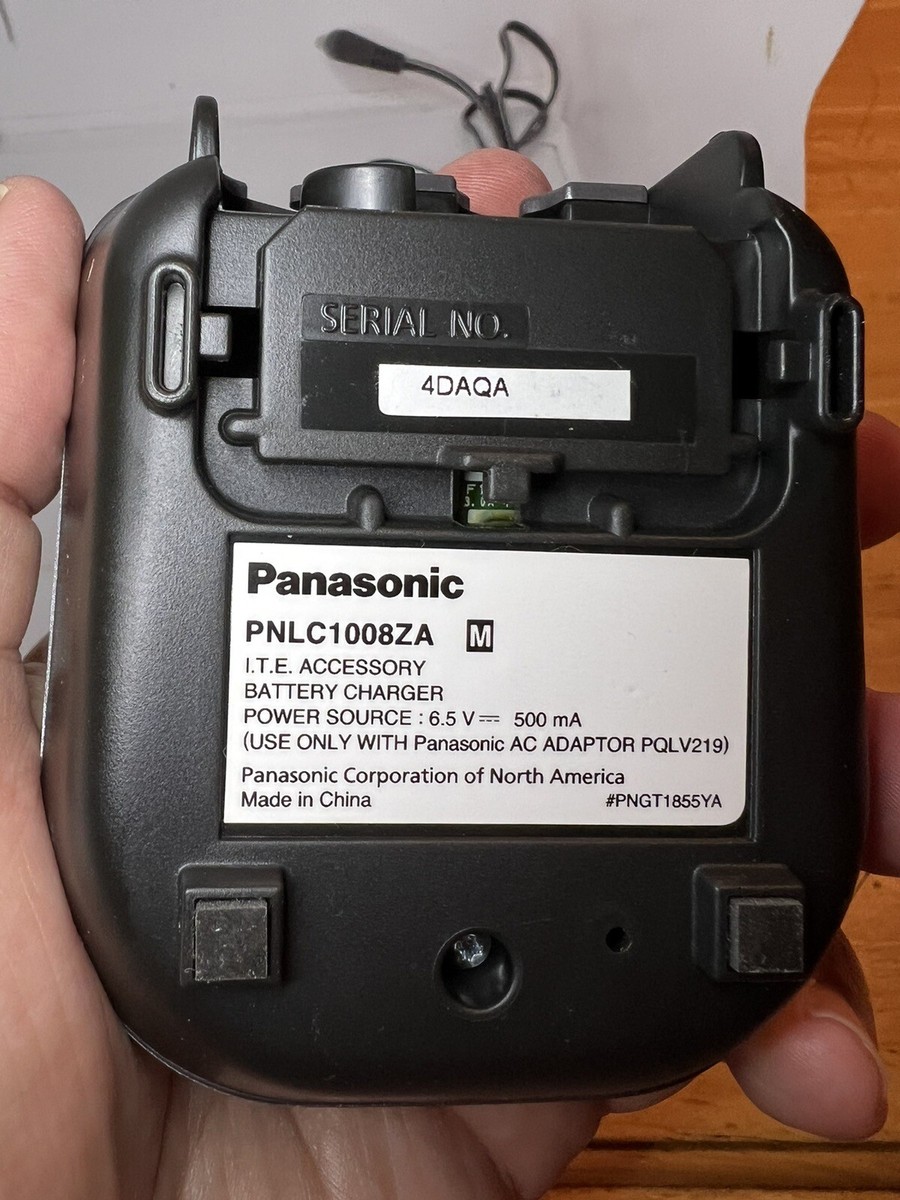 SERIAL NO.
4DAQA
Panasonic
PNLC1008ZA M
I.T.E. ACCESSORY
BATTERY CHARGER
POWER SOURCE : 6.5 V⎓ 500 mA
(USE ONLY WITH Panasonic AC ADAPTOR PQLV219)
Panasonic Corporation of North America
Made in China #PNGT1855YA